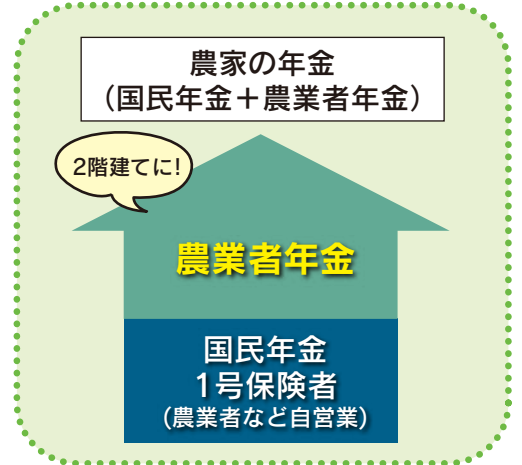 農家の年金
（国民年金＋農業者年金）
2階建てに!
農業者年金
国民年金
1号保険者
(農業者など自営業)